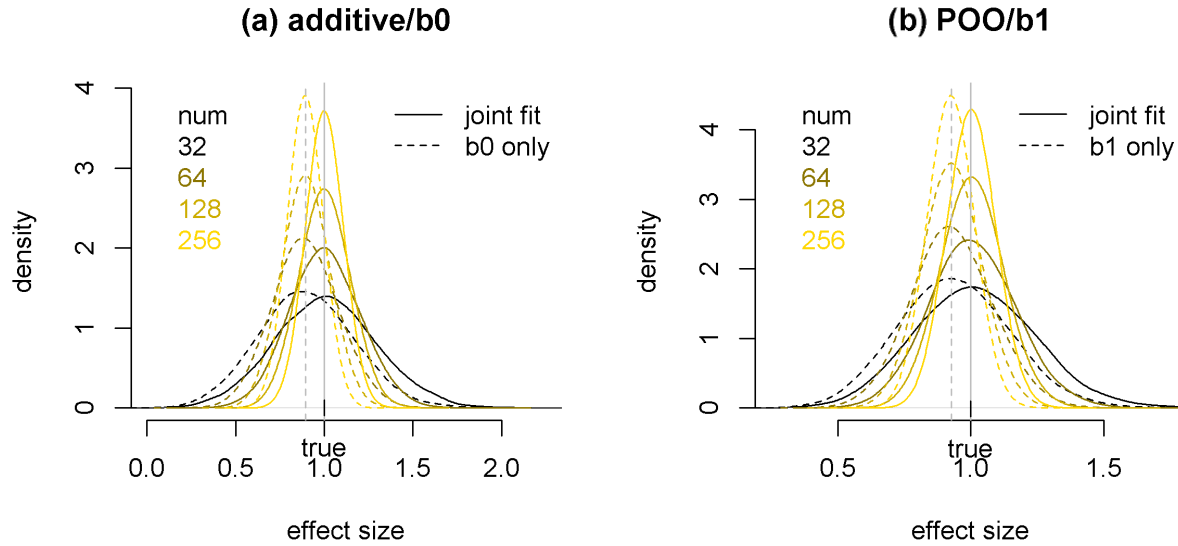 (a) additive/b0
density
4
3
2
1
0
num
32
64
128
256
joint fit
b0 only
true
0.0 0.5 1.0 1.5 2.0
effect size
(b) POO/b1
density
4
3
2
1
0
num
32
64
128
256
joint fit
b1 only
true
0.5 1.0 1.5
effect size